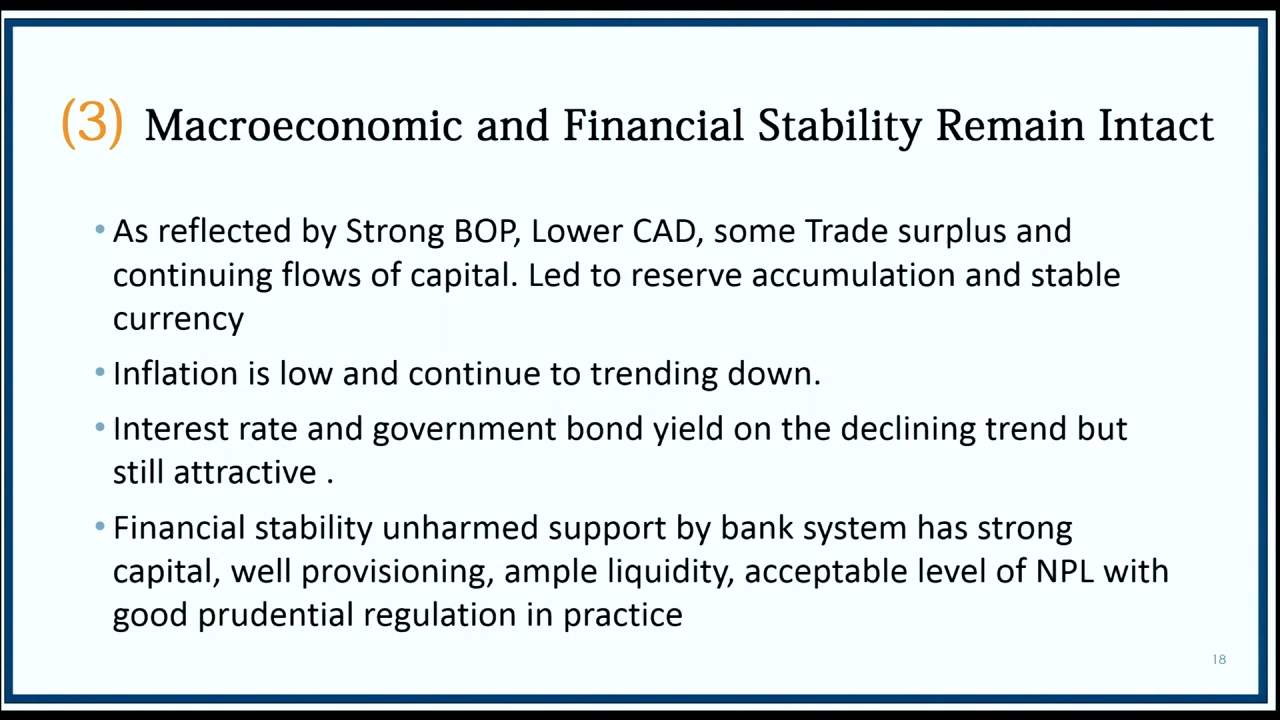 (3) Macroeconomic and Financial Stability Remain Intact
• As reflected by Strong BOP, Lower CAD, some Trade surplus and
continuing flows of capital. Led to reserve accumulation and stable
currency
• Inflation is low and continue to trending down.
• Interest rate and government bond yield on the declining trend but
still attractive .
• Financial stability unharmed support by bank system has strong
capital, well provisioning, ample liquidity, acceptable level of NPL with
good prudential regulation in practice
18